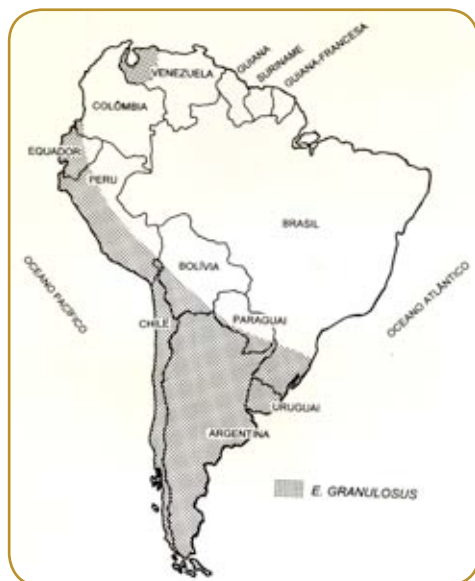 GUIANA
SURINAME
GUIANA-FRANCESA
VENEZUELA
COLÔMBIA
EQUADOR
PERU
BRASIL
BOLÍVIA
OCEANO PACÍFICO
OCEANO ATLÂNTICO
CHILE
PARAGUAI
URUGUAI
ARGENTINA
E. GRANULOSUS